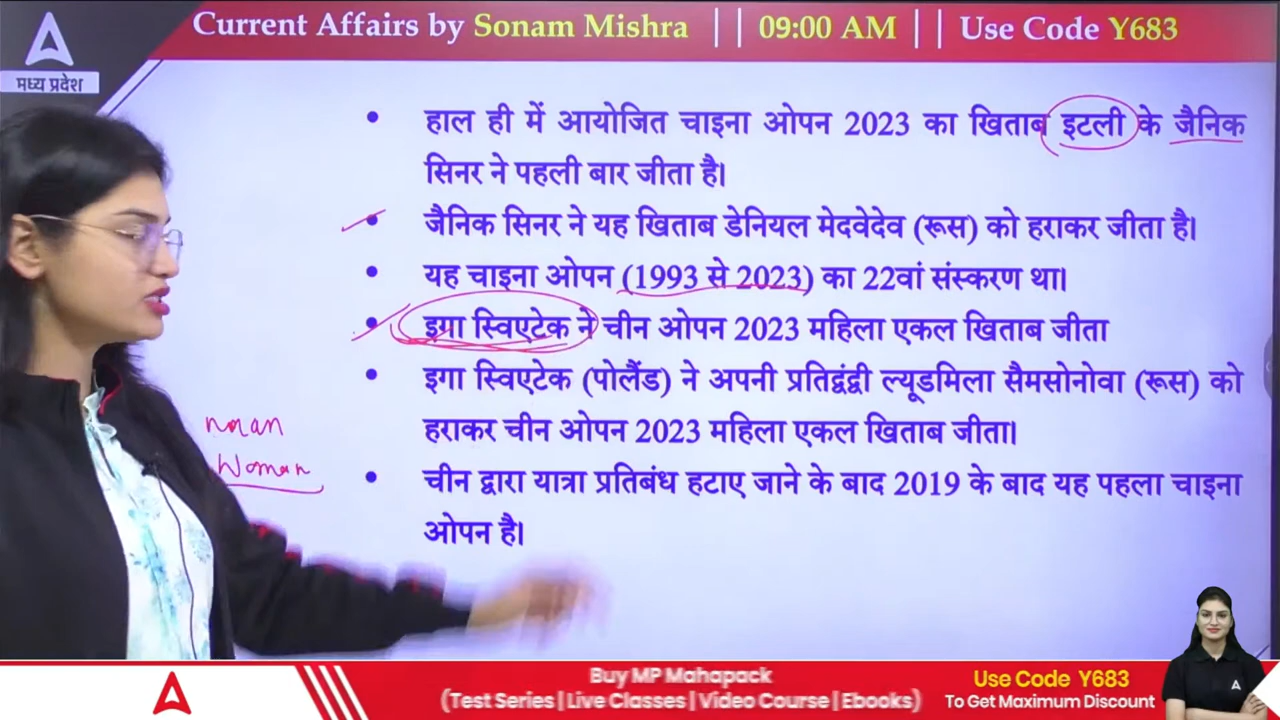 Current Affairs by Sonam Mishra || 09:00 AM || Use Code Y683
मध्य प्रदेश
• हाल ही में आयोजित चाइना ओपन 2023 का खिताब इटली के जैनिक
सिनर ने पहली बार जीता है।
• जैनिक सिनर ने यह खिताब डेनियल मेदवेदेव (रूस) को हराकर जीता है।
• यह चाइना ओपन (1993 से 2023) का 22वां संस्करण था।
• इगा स्विएटेक ने चीन ओपन 2023 महिला एकल खिताब जीता
• इगा स्विएटेक (पोलैंड) ने अपनी प्रतिद्वंद्वी ल्यूडमिला सैमसोनोवा (रूस) को
हराकर चीन ओपन 2023 महिला एकल खिताब जीता।
• चीन द्वारा यात्रा प्रतिबंध हटाए जाने के बाद 2019 के बाद यह पहला चाइना
ओपन है।
Woman
Buy MP Mahapack
(Test Series | Live Classes | Video Course | Ebooks)
Use Code Y683
To Get Maximum Discount